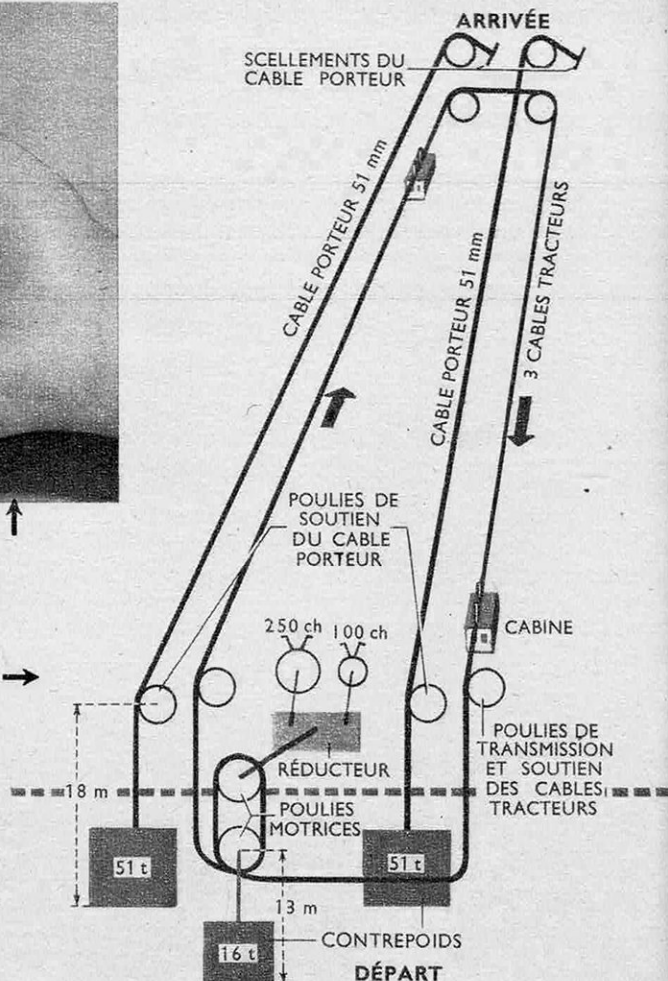 ARRIVÉE
SCELLEMENTS DU
CABLE PORTEUR
CABLE PORTEUR 51 mm
CABLE PORTEUR 51 mm
3 CABLES TRACTEURS
POULIES DE
SOUTIEN
DU CABLE
PORTEUR
250 ch
100 ch
CABINE
RÉDUCTEUR
POULIES DE
TRANSMISSION
ET SOUTIEN
DES CABLES
TRACTEURS
18 m
POULIES
MOTRICES
51 t
51 t
13 m
16 t
CONTREPOIDS
DÉPART